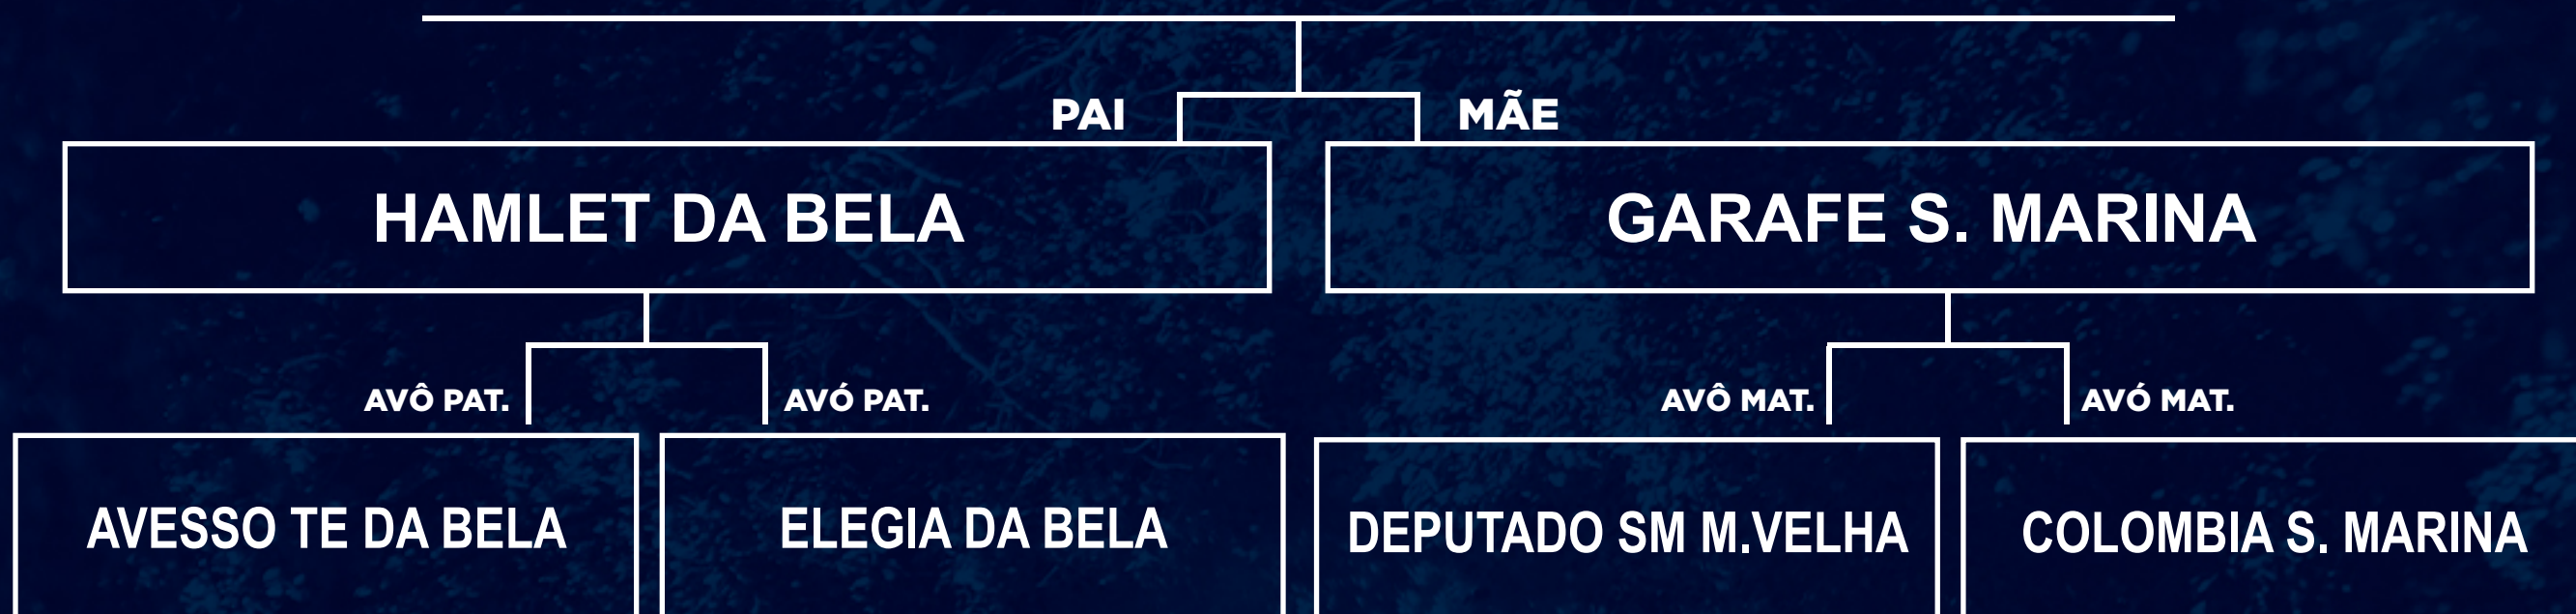 PAI
MÃE
HAMLET DA BELA
GARAFE S. MARINA
AVÔ PAT.
AVÓ PAT.
AVÔ MAT.
AVÓ MAT.
AVESSO TE DA BELA
ELEGIA DA BELA
DEPUTADO SM M.VELHA
COLOMBIA S. MARINA